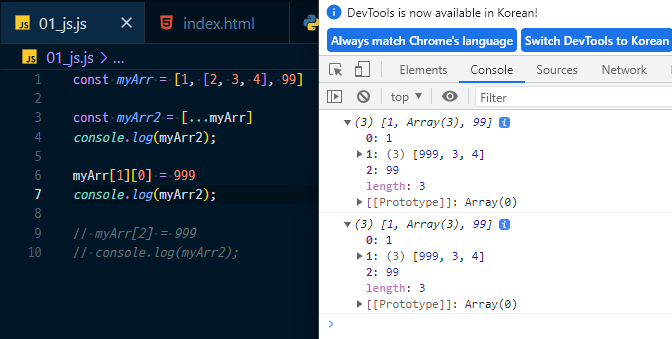 JS 01_js.js × index.html
JS 01_js.js > ...
1 const myArr = [1, [2, 3, 4], 99]
2
3 const myArr2 = [...myArr]
4 console.log(myArr2);
5
6 myArr[1][0] = 999
7 console.log(myArr2);
8
9 // myArr[2] = 999
10 // console.log(myArr2);
DevTools is now available in Korean!
Always match Chrome's language Switch DevTools to Korean
Elements Console Sources Network
top ▼ Filter
▼ (3) [1, Array(3), 99] i
0: 1
▶ 1: (3) [999, 3, 4]
2: 99
length: 3
▶ [[Prototype]]: Array(0)
▼ (3) [1, Array(3), 99] i
0: 1
▶ 1: (3) [999, 3, 4]
2: 99
length: 3
▶ [[Prototype]]: Array(0)
>